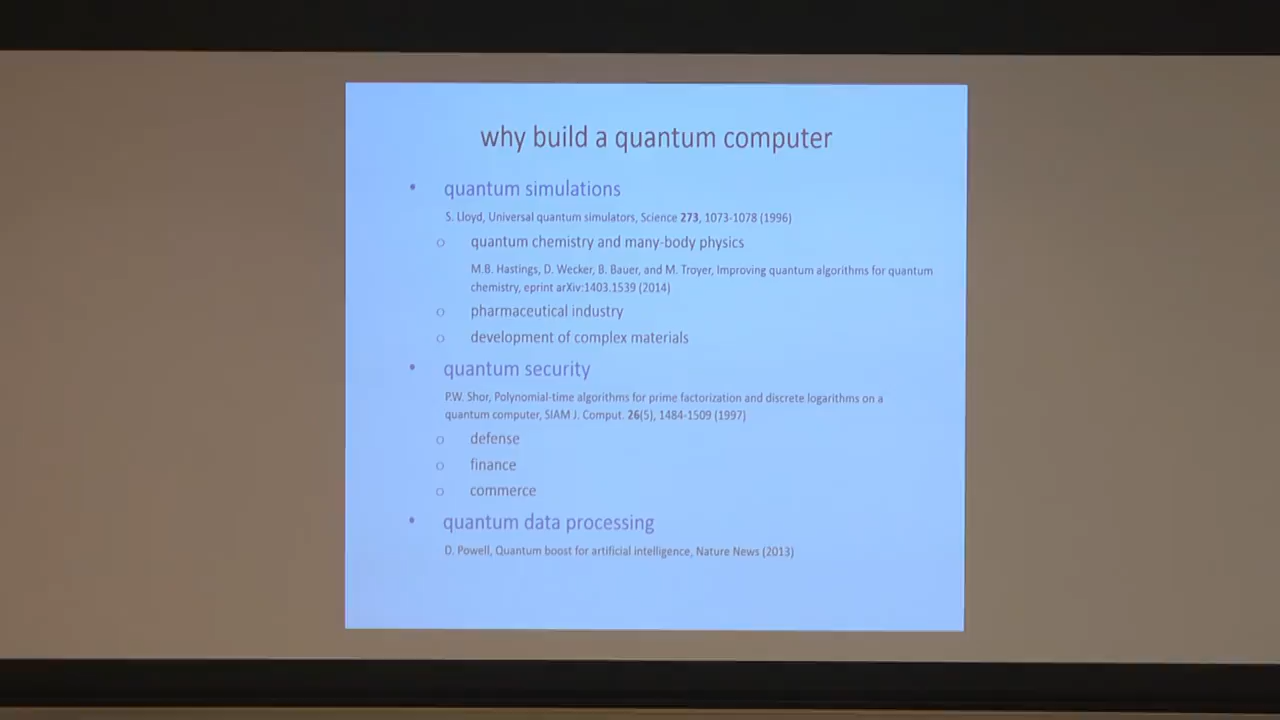 why build a quantum computer
• quantum simulations
S. Lloyd, Universal quantum simulators, Science 273, 1073-1078 (1996)
o quantum chemistry and many-body physics
M.B. Hastings, D. Wecker, B. Bauer, and M. Troyer, Improving quantum algorithms for quantum
chemistry, eprint arXiv:1403.1539 (2014)
o pharmaceutical industry
o development of complex materials
• quantum security
P.W. Shor, Polynomial-time algorithms for prime factorization and discrete logarithms on a
quantum computer, SIAM J. Comput. 26(5), 1484-1509 (1997)
o defense
o finance
o commerce
• quantum data processing
D. Powell, Quantum boost for artificial intelligence, Nature News (2013)